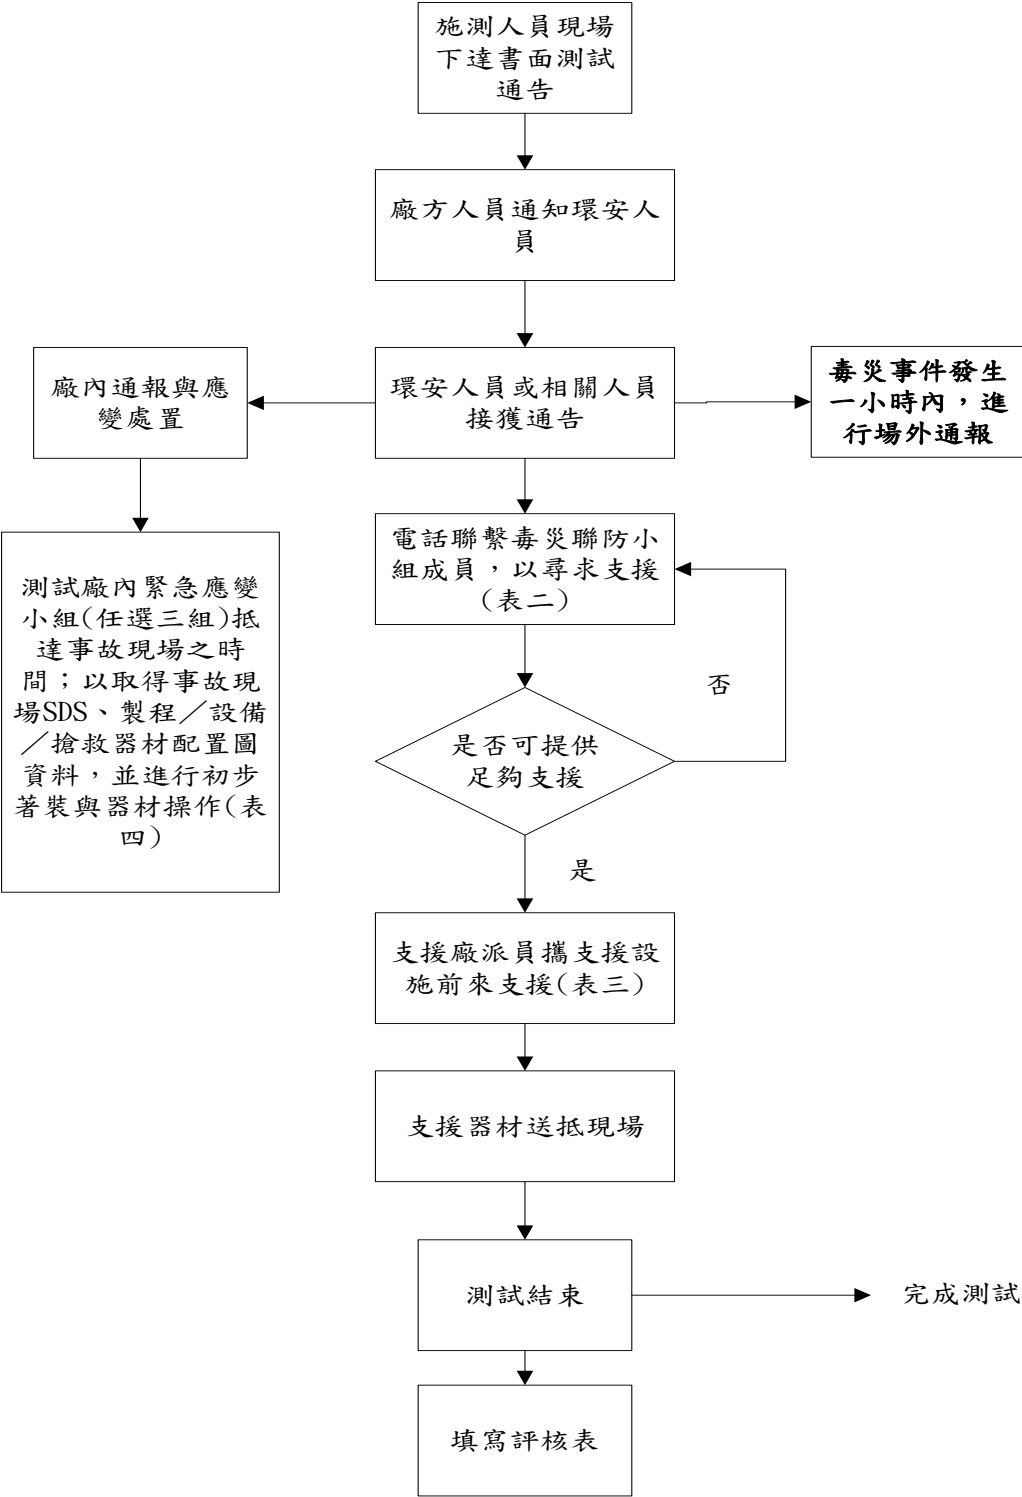 施測人員現場
下達書面測試
通告
廠方人員通知環安人
員
廠內通報與應
變處置
環安人員或相關人員
接獲通告
毒災事件發生
一小時內，進
行場外通報
測試廠內緊急應變
小組(任選三組)抵
達事故現場之時
間；以取得事故現
場SDS、製程／設備
／搶救器材配置圖
資料，並進行初步
著裝與器材操作(表
四)
電話聯繫毒災聯防小
組成員，以尋求支援
(表二)
否
是否可提供
足夠支援
是
支援廠派員攜支援設
施前來支援(表三)
支援器材送抵現場
測試結束
完成測試
填寫評核表